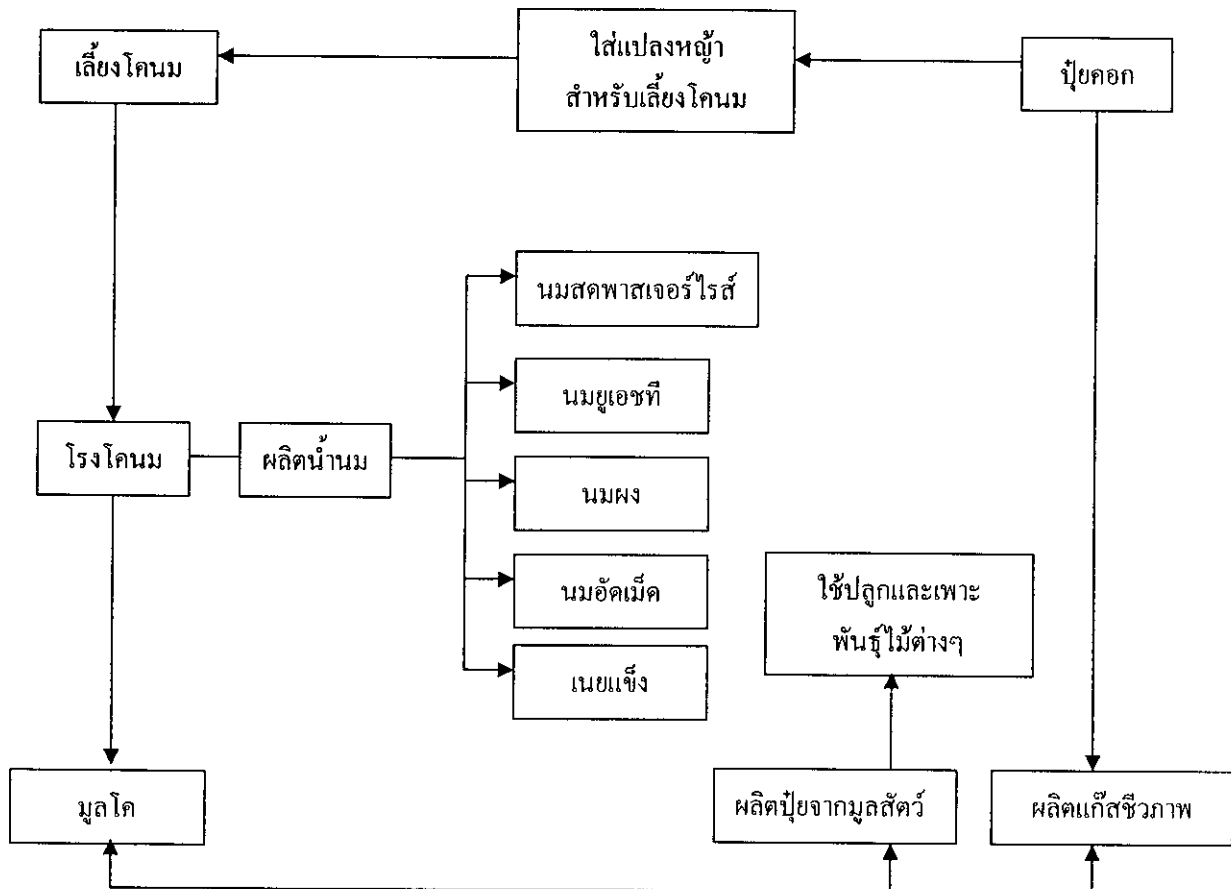 เลี้ยงโคนม
ใส่แปลงหญ้า
สำหรับเลี้ยงโคนม
ปุ๋ยคอก
นมสดพาสเจอร์ไรส์
นมยูเอชที
โรงโคนม
ผลิตน้ำนม
นมผง
นมอัดเม็ด
ใช้ปลูกและเพาะ
พันธุ์ไม้ต่างๆ
เนยแข็ง
มูลโค
ผลิตปุ๋ยจากมูลสัตว์
ผลิตแก๊สชีวภาพ